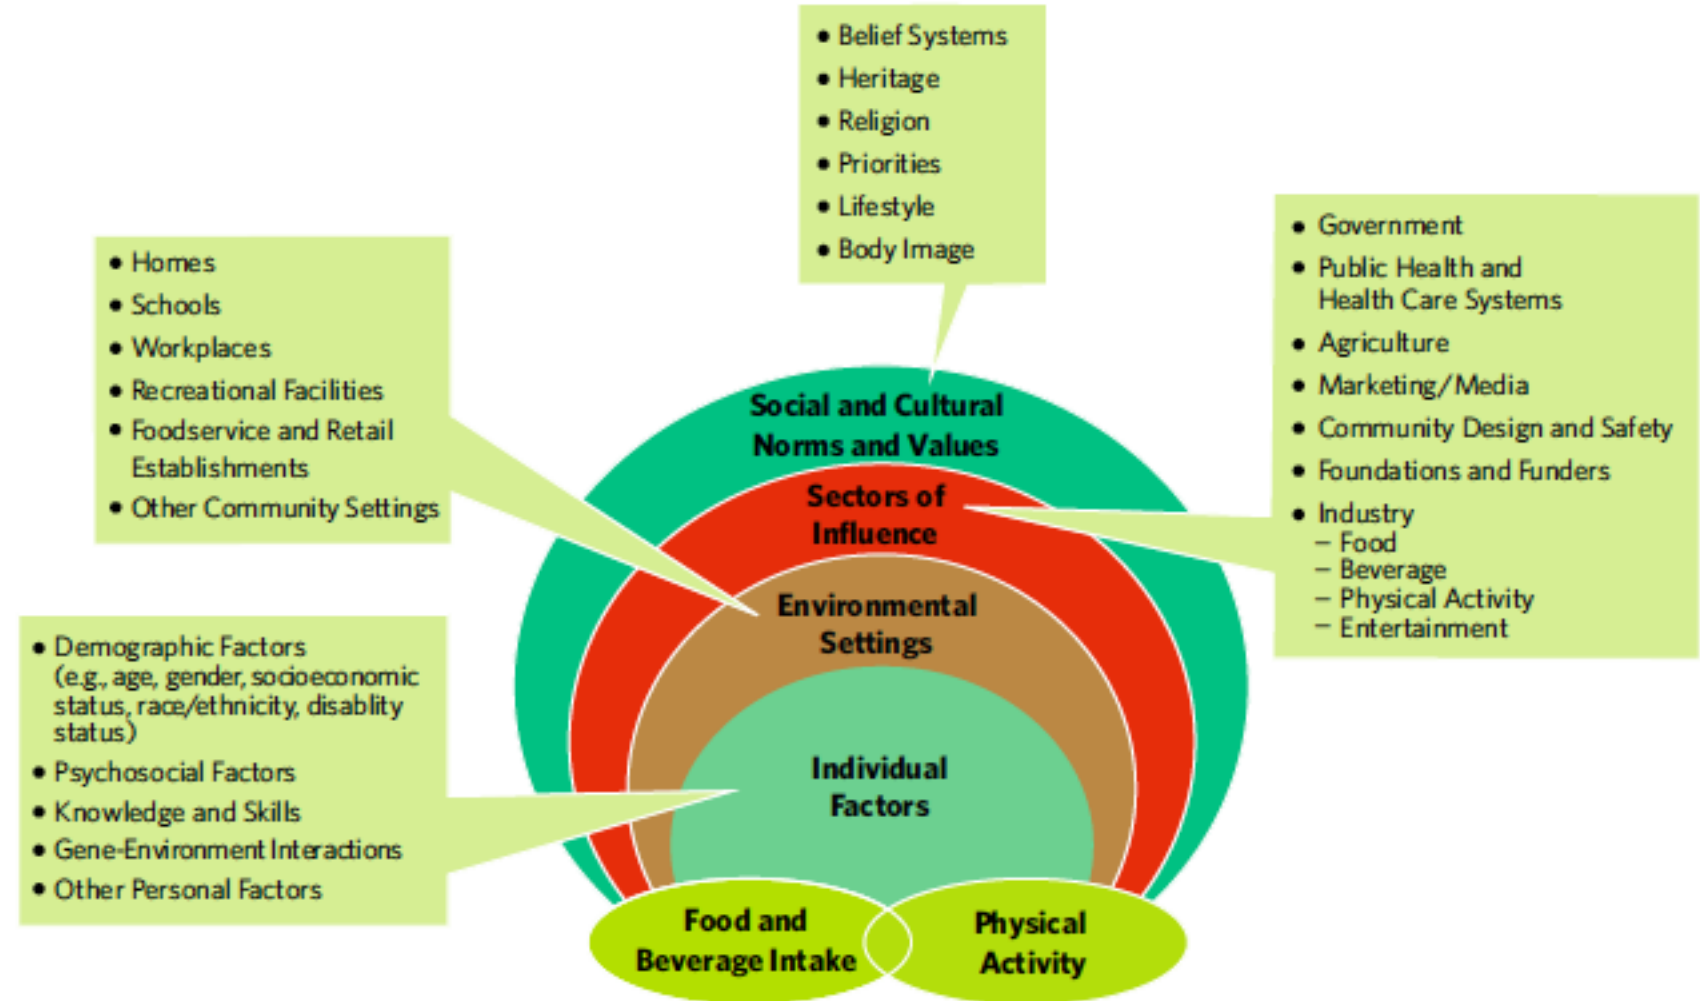 • Belief Systems
• Heritage
• Religion
• Priorities
• Lifestyle
• Body Image
• Homes
• Schools
• Workplaces
• Recreational Facilities
• Foodservice and Retail
Establishments
• Other Community Settings
• Government
• Public Health and
Health Care Systems
• Agriculture
• Marketing/Media
• Community Design and Safety
• Foundations and Funders
• Industry
– Food
– Beverage
– Physical Activity
– Entertainment
• Demographic Factors
(e.g., age, gender, socioeconomic
status, race/ethnicity, disablity
status)
• Psychosocial Factors
• Knowledge and Skills
• Gene-Environment Interactions
• Other Personal Factors
Social and Cultural
Norms and Values
Sectors of
Influence
Environmental
Settings
Individual
Factors
Food and
Beverage Intake
Physical
Activity